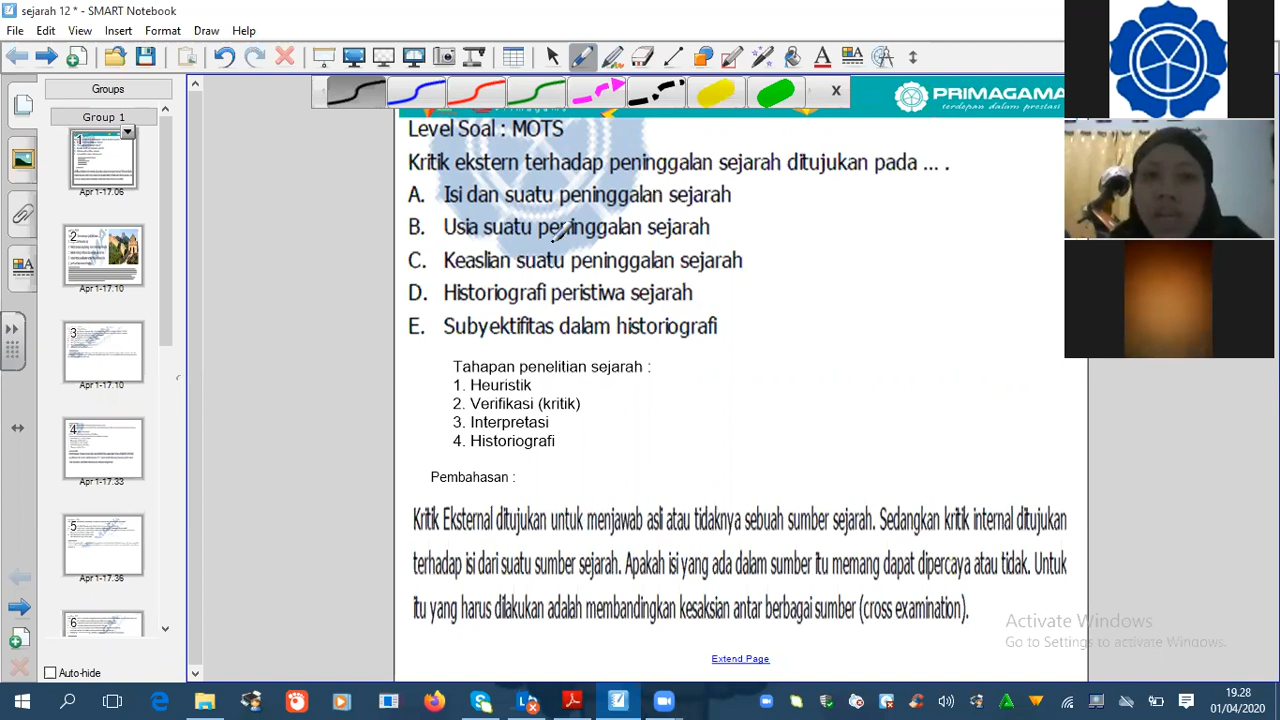 sejarah 12 * - SMART Notebook
File Edit View Insert Format Draw Help
Groups
Group 1
1
Apr 1-17.06
2
Apr 1-17.10
3
Apr 1-17.10
4
Apr 1-17.33
5
Apr 1-17.36
6
Auto-hide
PRIMAGAMA
terdepan dalam prestasi
Level Soal : MOTS
Kritik ekstern terhadap peninggalan sejarah ditujukan pada ... .
A. Isi dan suatu peninggalan sejarah
B. Usia suatu peninggalan sejarah
C. Keaslian suatu peninggalan sejarah
D. Historiografi peristiwa sejarah
E. Subyektifitas dalam historiografi
Tahapan penelitian sejarah :
1. Heuristik
2. Verifikasi (kritik)
3. Interpretasi
4. Historiografi
Pembahasan :
Kritik Eksternal ditujukan untuk menjawab asli atau tidaknya sebuah sumber sejarah. Sedangkan kritik internal ditujukan
terhadap isi dari suatu sumber sejarah. Apakah isi yang ada dalam sumber itu memang dapat dipercaya atau tidak. Untuk
itu yang harus dilakukan adalah membandingkan kesaksian antar berbagai sumber (cross examination).
Extend Page
Activate Windows
Go to Settings to activate Windows.
19.28
01/04/2020